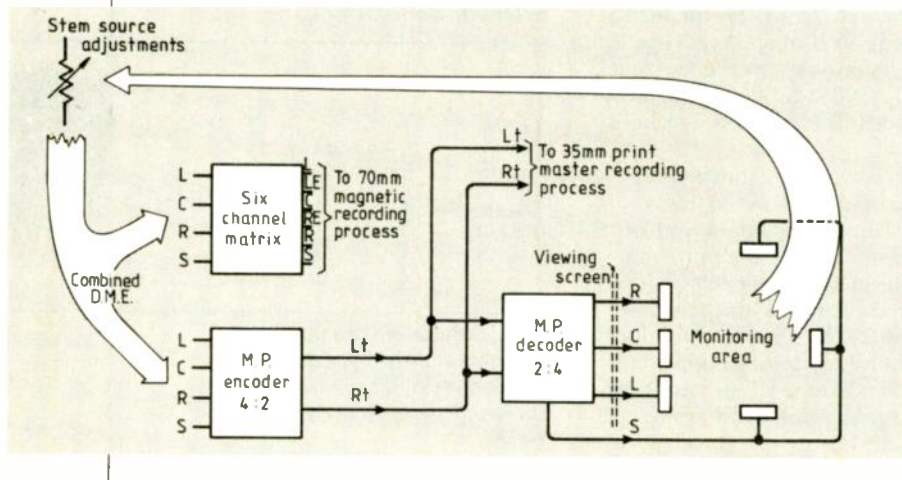 Stem source
adjustments
Lt
Rt
To 35mm print
master recording
process
L
C
R
S
Six
channel
matrix
To 70mm
magnetic
recording
process
Combined
D.M.E.
Viewing
screen
L
C
R
S
M.P.
encoder
4:2
Lt
Rt
M.P.
decoder
2:4
R
C
L
S
Monitoring
area